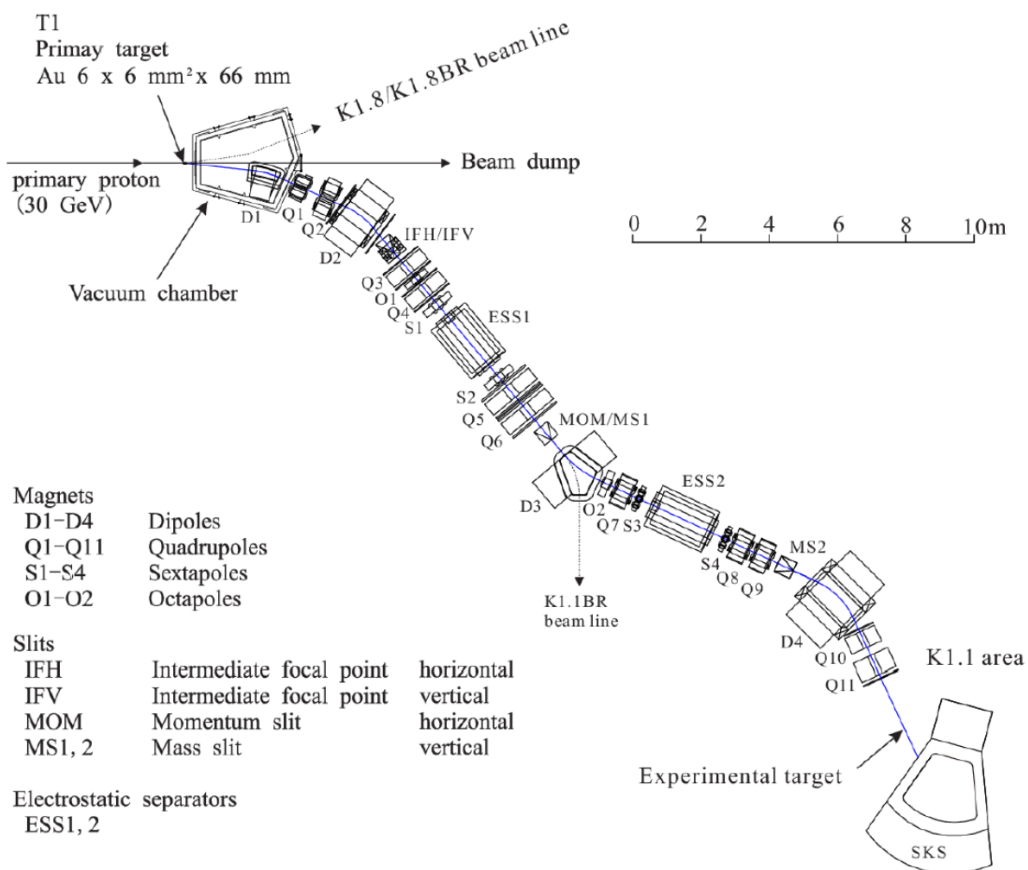 T1
Primay target
Au 6 x 6 mm²x 66 mm
K1.8/K1.8BR beam line
Beam dump
primary proton
(30 GeV)
D1
Q1
Q2
D2
IFH/IFV
0 2 4 6 8 10m
Vacuum chamber
Q3
O1
Q4
S1
ESS1
S2
Q5
Q6
MOM/MS1
D3
O2
Q7
S3
ESS2
S4
Q8
Q9
MS2
K1.1BR
beam line
D4
Q10
Q11
K1.1 area
Magnets
D1-D4 Dipoles
Q1-Q11 Quadrupoles
S1-S4 Sextapoles
O1-O2 Octapoles
Slits
IFH Intermediate focal point horizontal
IFV Intermediate focal point vertical
MOM Momentum slit horizontal
MS1, 2 Mass slit vertical
Electrostatic separators
ESS1, 2
Experimental target
SKS